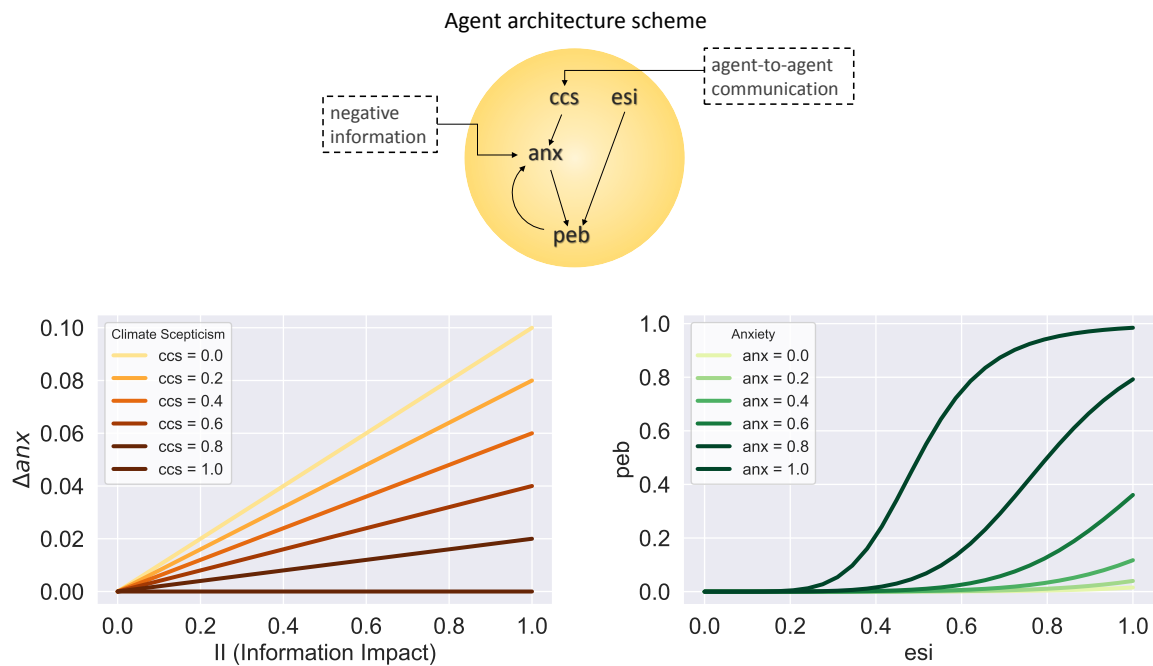 Agent architecture scheme
agent-to-agent
communication
ccs
esi
negative
information
anx
peb
0.10
0.08
0.06
0.04
0.02
0.00
Δanx
Climate Scepticism
ccs = 0.0
ccs = 0.2
ccs = 0.4
ccs = 0.6
ccs = 0.8
ccs = 1.0
0.0 0.2 0.4 0.6 0.8 1.0
II (Information Impact)
1.0
0.8
0.6
0.4
0.2
0.0
peb
Anxiety
anx = 0.0
anx = 0.2
anx = 0.4
anx = 0.6
anx = 0.8
anx = 1.0
0.0 0.2 0.4 0.6 0.8 1.0
esi